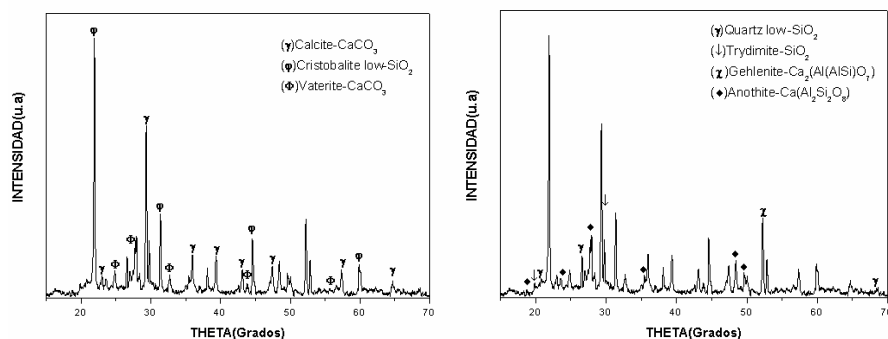 φ
(γ)Calcite-CaCO₃
(φ)Cristobalite low-SiO₂
(Φ)Vaterite-CaCO₃
γ
φ
γ
Φ
Φ
Φ
γ
γ
γ
Φ
φ
γ
Φ
γ
φ
γ
INTENSIDAD(u.a)
20 30 40 50 60 70
THETA(Grados)
(γ)Quartz low-SiO₂
(↓)Trydimite-SiO₂
(χ)Gehlenite-Ca₂(Al(AlSi)O₇)
(◆)Anothite-Ca(Al₂Si₂O₈)
γ
γ
χ
γ
INTENSIDAD(u.a)
20 30 40 50 60 70
THETA(Grados)